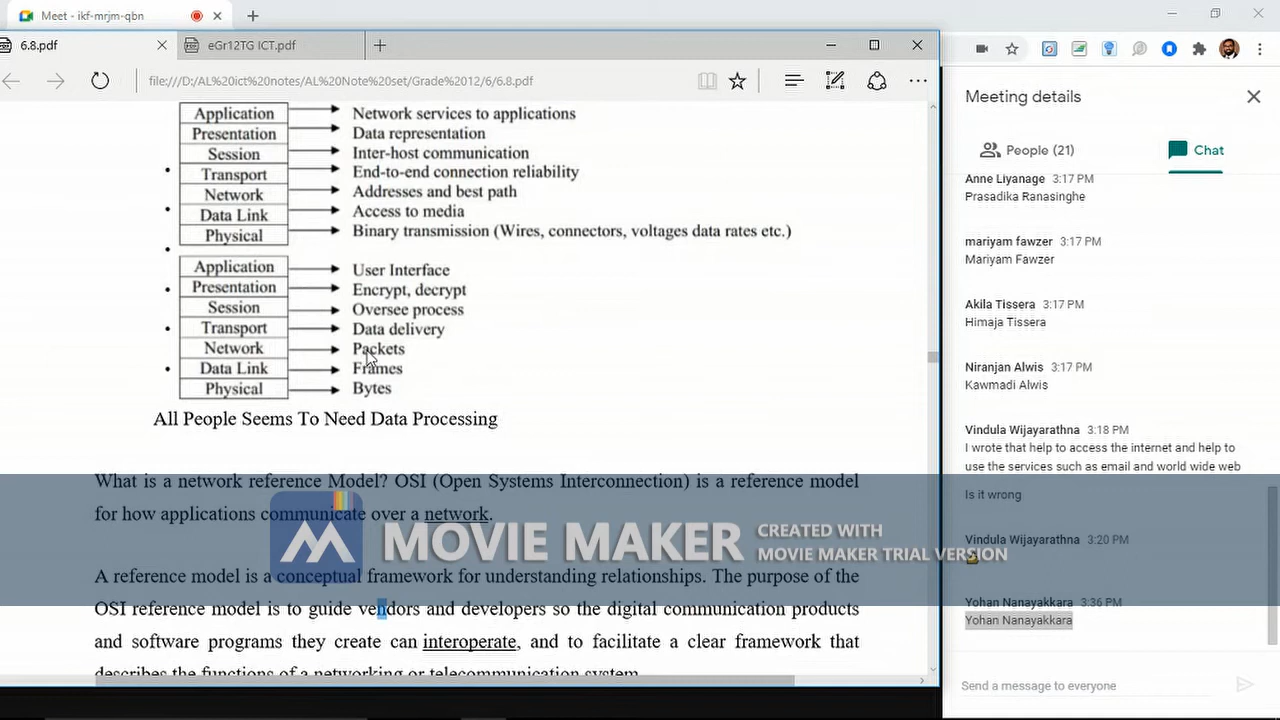 Meet - ikf-mrjm-qbn
6.8.pdf
eGr12TG ICT.pdf
file:///D:/AL%20ict%20notes/AL%20Note%20set/Grade%2012/6/6.8.pdf
Application Network services to applications
Presentation Data representation
Session Inter-host communication
Transport End-to-end connection reliability
Network Addresses and best path
Data Link Access to media
Physical Binary transmission (Wires, connectors, voltages data rates etc.)
Application User Interface
Presentation Encrypt, decrypt
Session Oversee process
Transport Data delivery
Network Packets
Data Link Frames
Physical Bytes
All People Seems To Need Data Processing
What is a network reference Model? OSI (Open Systems Interconnection) is a reference model
for how applications communicate over a network.
MOVIE MAKER
CREATED WITH
MOVIE MAKER TRIAL VERSION
A reference model is a conceptual framework for understanding relationships. The purpose of the
OSI reference model is to guide vendors and developers so the digital communication products
and software programs they create can interoperate, and to facilitate a clear framework that
describes the functions of a networking or telecommunication system.
Meeting details
People (21)
Chat
Anne Liyanage 3:17 PM
Prasadika Ranasinghe
mariyam fawzer 3:17 PM
Mariyam Fawzer
Akila Tissera 3:17 PM
Himaja Tissera
Niranjan Alwis 3:17 PM
Kawmadi Alwis
Vindula Wijayarathna 3:18 PM
I wrote that help to access the internet and help to
use the services such as email and world wide web
Is it wrong
Vindula Wijayarathna 3:20 PM
Yohan Nanayakkara 3:36 PM
Yohan Nanayakkara
Send a message to everyone